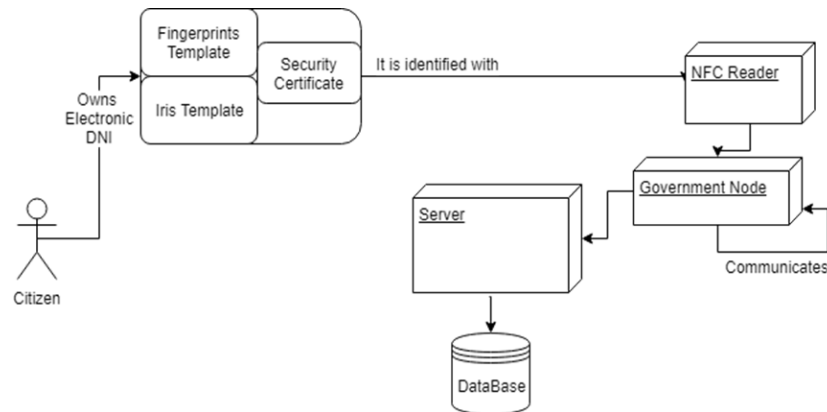 Fingerprints
Template
Security
Certificate
Iris Template
It is identified with
NFC Reader
Owns
Electronic
DNI
Government Node
Server
Communicates
Citizen
DataBase